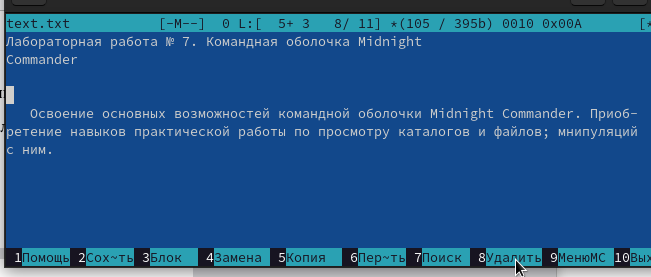 text.txt [-M--] 0 L:[ 5+ 3 8/ 11] *(105 / 395b) 0010 0x00A [*
Лабораторная работа № 7. Командная оболочка Midnight
Commander
Освоение основных возможностей командной оболочки Midnight Commander. Приоб-
ретение навыков практической работы по просмотру каталогов и файлов; мнипуляций
с ним.
1Помощь 2Сох~ть 3Блок 4Замена 5Копия 6Пер~ть 7Поиск 8Удалить 9МенюMC 10Вых